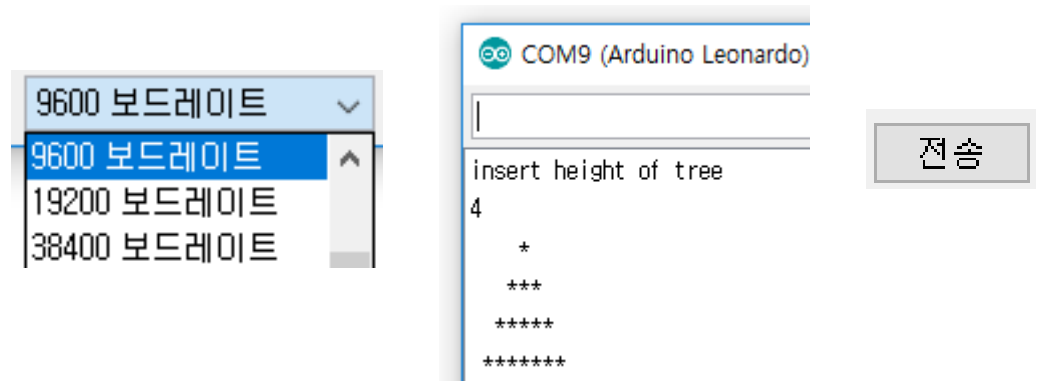 9600 보드레이트
9600 보드레이트
19200 보드레이트
38400 보드레이트
COM9 (Arduino Leonardo)
insert height of tree
4
    *
   ***
  *****
 *******
전송